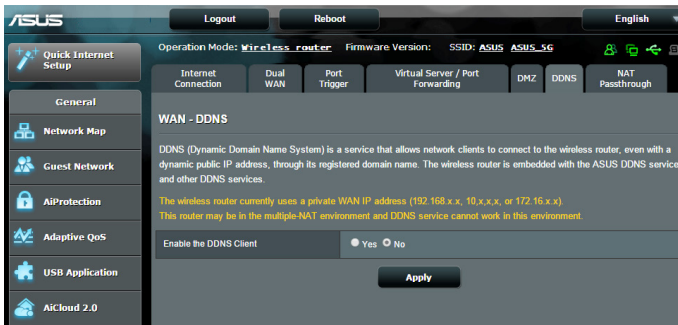 ASUS
Logout
Reboot
English
Quick Internet Setup
Operation Mode: Wireless router Firmware Version: SSID: ASUS ASUS_5G
Internet Connection
Dual WAN
Port Trigger
Virtual Server / Port Forwarding
DMZ
DDNS
NAT Passthrough
General
Network Map
Guest Network
AiProtection
Adaptive QoS
USB Application
AiCloud 2.0
WAN - DDNS
DDNS (Dynamic Domain Name System) is a service that allows network clients to connect to the wireless router, even with a
dynamic public IP address, through its registered domain name. The wireless router is embedded with the ASUS DDNS service
and other DDNS services.
The wireless router currently uses a private WAN IP address (192.168.x.x, 10,x,x,x, or 172.16.x.x).
This router may be in the multiple-NAT environment and DDNS service cannot work in this environment.
Enable the DDNS Client
Yes No
Apply